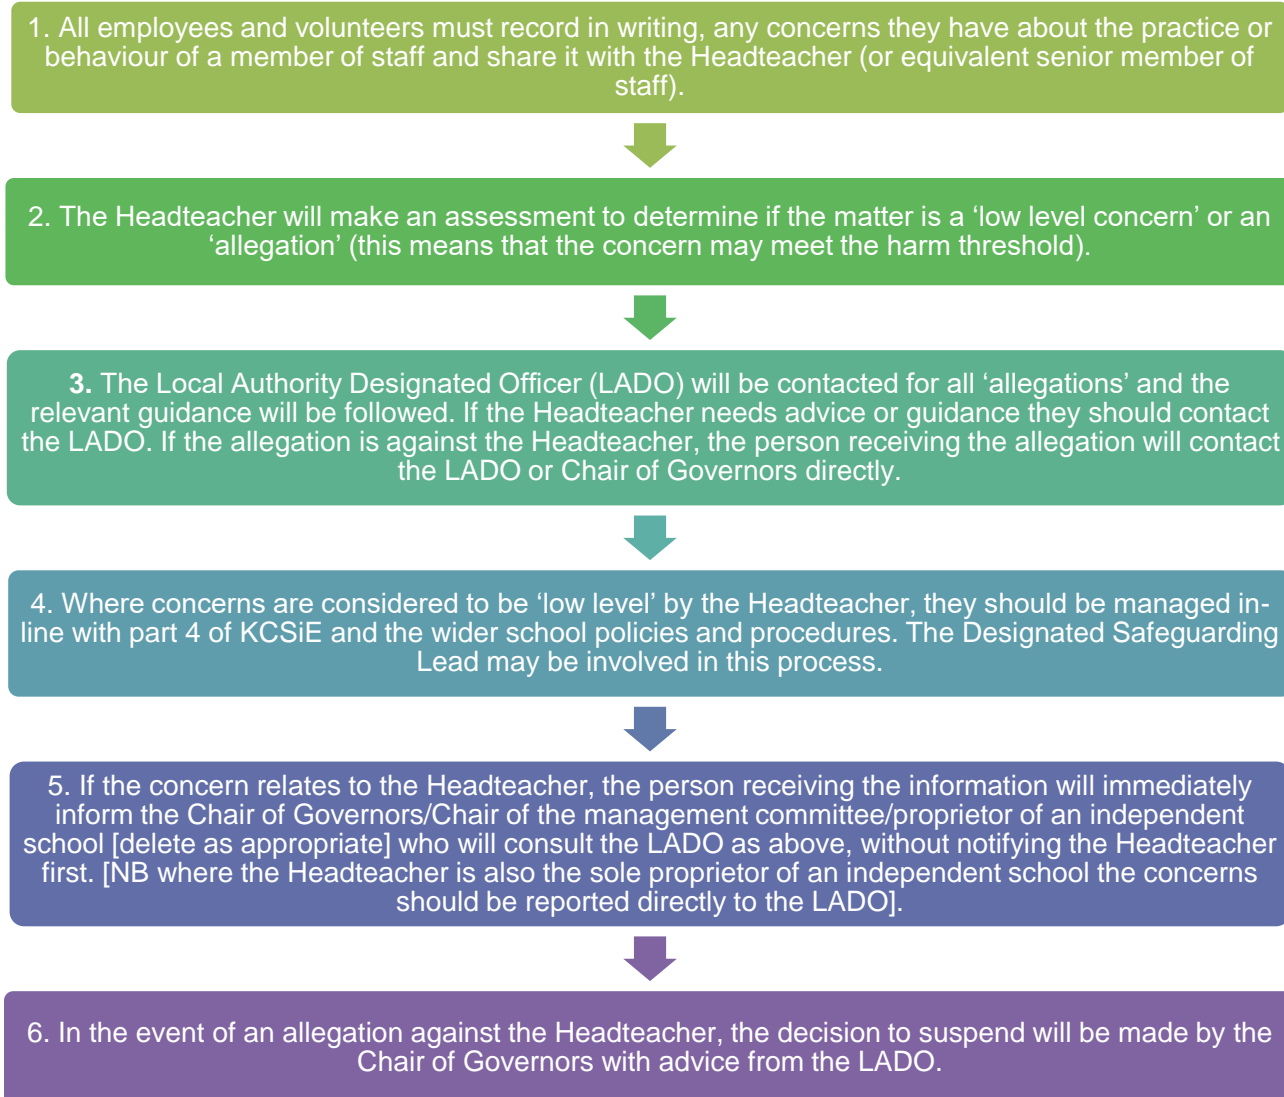 1. All employees and volunteers must record in writing, any concerns they have about the practice or
behaviour of a member of staff and share it with the Headteacher (or equivalent senior member of
staff).
2. The Headteacher will make an assessment to determine if the matter is a ‘low level concern’ or an
‘allegation’ (this means that the concern may meet the harm threshold).
3. The Local Authority Designated Officer (LADO) will be contacted for all ‘allegations’ and the
relevant guidance will be followed. If the Headteacher needs advice or guidance they should contact
the LADO. If the allegation is against the Headteacher, the person receiving the allegation will contact
the LADO or Chair of Governors directly.
4. Where concerns are considered to be ‘low level’ by the Headteacher, they should be managed in-
line with part 4 of KCSiE and the wider school policies and procedures. The Designated Safeguarding
Lead may be involved in this process.
5. If the concern relates to the Headteacher, the person receiving the information will immediately
inform the Chair of Governors/Chair of the management committee/proprietor of an independent
school [delete as appropriate] who will consult the LADO as above, without notifying the Headteacher
first. [NB where the Headteacher is also the sole proprietor of an independent school the concerns
should be reported directly to the LADO].
6. In the event of an allegation against the Headteacher, the decision to suspend will be made by the
Chair of Governors with advice from the LADO.